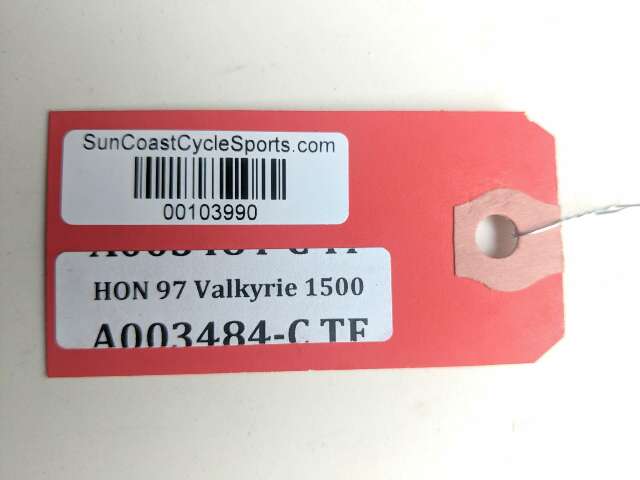 SunCoastCycleSports.com
00103990
HON 97 Valkyrie 1500
A003484-C TF